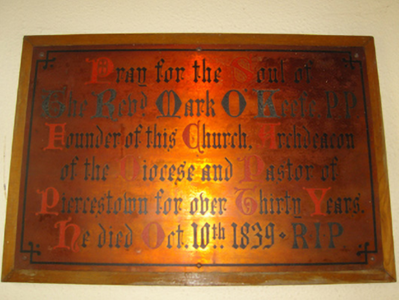 Pray for the Soul of
The Revd. Mark O'Keefe, P.P.
Founder of this Church, Archdeacon
of the Diocese and Pastor of
Piercestown for over Thirty Years.
He died Oct. 10th. 1839 • R I P